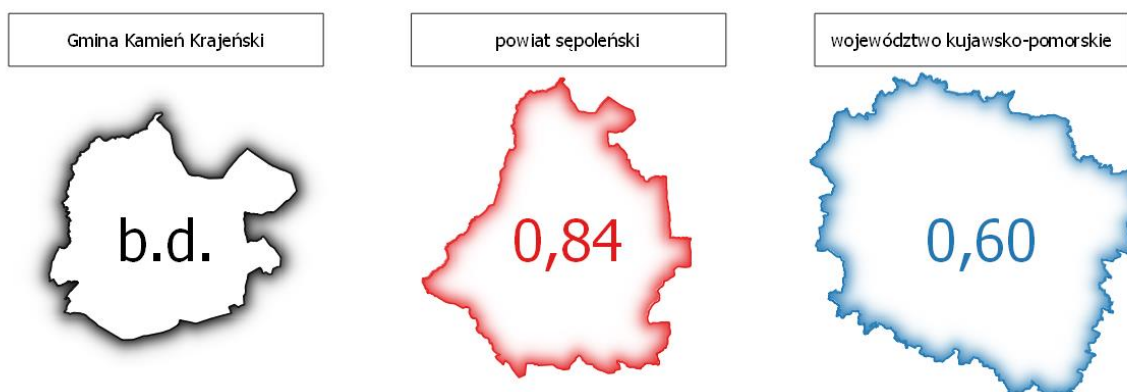 Gmina Kamień Krajeński
powiat sępoleński
województwo kujawsko-pomorskie
b.d.
0,84
0,60